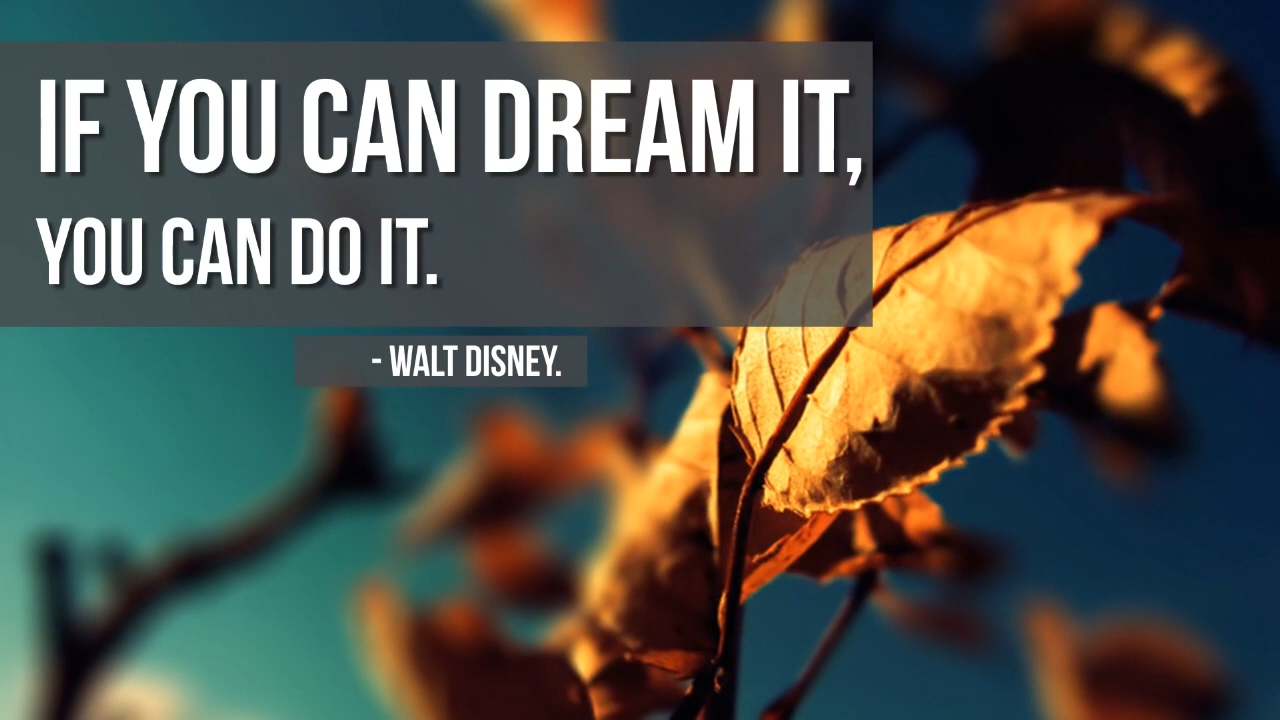 IF YOU CAN DREAM IT,
YOU CAN DO IT.
- WALT DISNEY.